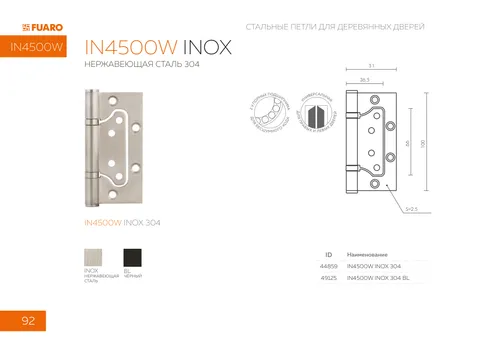 FUARO
СТАЛЬНЫЕ ПЕТЛИ ДЛЯ ДЕРЕВЯННЫХ ДВЕРЕЙ
IN4500W
IN4500W INOX
НЕРЖАВЕЮЩАЯ СТАЛЬ 304
31
26.5
66
100
S=2.5
IN4500W INOX 304
INOX
НЕРЖАВЕЮЩАЯ
СТАЛЬ
BL
ЧЕРНЫЙ
ID Наименование
44859 IN4500W INOX 304
49125 IN4500W INOX 304 BL
92